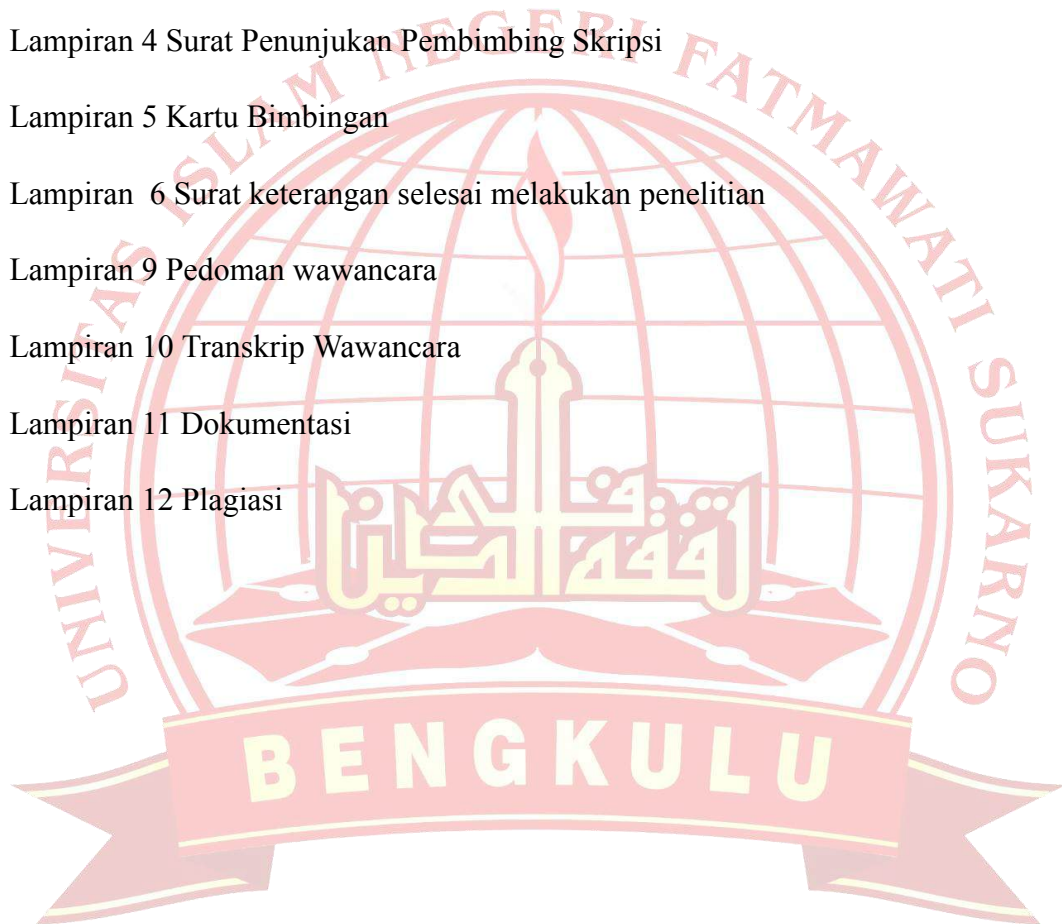 Lampiran 4 Surat Penunjukan Pembimbing Skripsi
Lampiran 5 Kartu Bimbingan
Lampiran  6 Surat keterangan selesai melakukan penelitian
Lampiran 9 Pedoman wawancara
Lampiran 10 Transkrip Wawancara
Lampiran 11 Dokumentasi
Lampiran 12 Plagiasi
UNIVERSITAS ISLAM NEGERI FATMAWATI SUKARNO
BENGKULU